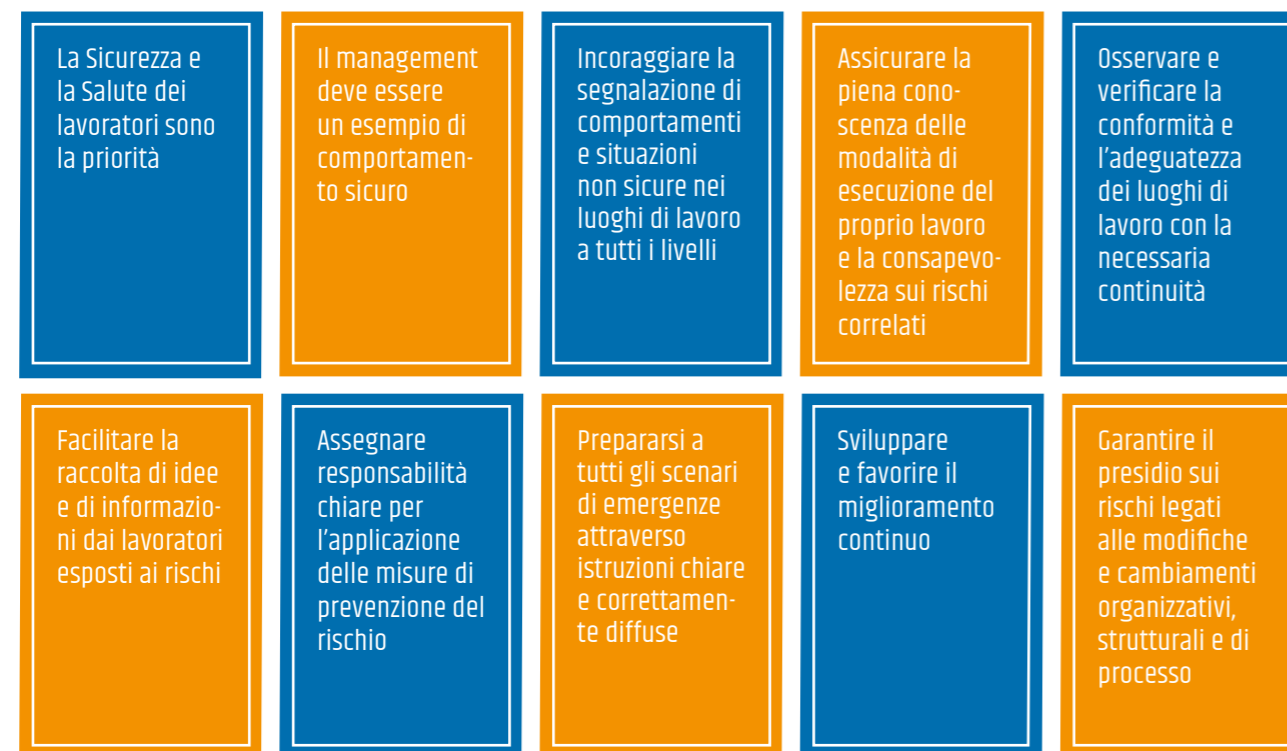 La Sicurezza e
la Salute dei
lavoratori sono
la priorità
Il management
deve essere
un esempio di
comportamen-
to sicuro
Incoraggiare la
segnalazione di
comportamenti
e situazioni
non sicure nei
luoghi di lavoro
a tutti i livelli
Assicurare la
piena cono-
scenza delle
modalità di
esecuzione del
proprio lavoro
e la consapevo-
lezza sui rischi
correlati
Osservare e
verificare la
conformità e
l’adeguatezza
dei luoghi di
lavoro con la
necessaria
continuità
Facilitare la
raccolta di idee
e di informazio-
ni dai lavoratori
esposti ai rischi
Assegnare
responsabilità
chiare per
l’applicazione
delle misure di
prevenzione del
rischio
Prepararsi a
tutti gli scenari
di emergenze
attraverso
istruzioni chiare
e correttamen-
te diffuse
Sviluppare
e favorire il
miglioramento
continuo
Garantire il
presidio sui
rischi legati
alle modifiche
e cambiamenti
organizzativi,
strutturali e di
processo